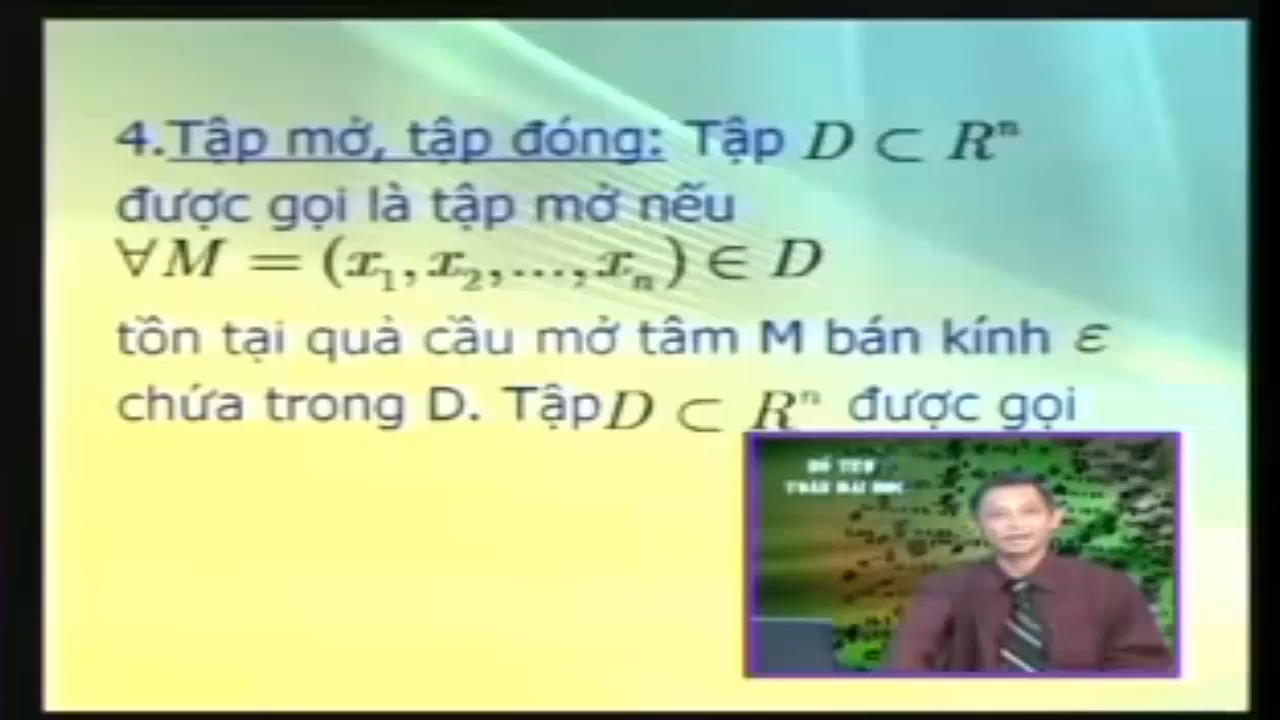 4.Tập mở, tập đóng: Tập D ⊂ Rⁿ
được gọi là tập mở nếu
∀M = (x₁, x₂, ..., xₙ) ∈ D
tồn tại quả cầu mở tâm M bán kính ε
chứa trong D. Tập D ⊂ Rⁿ được gọi